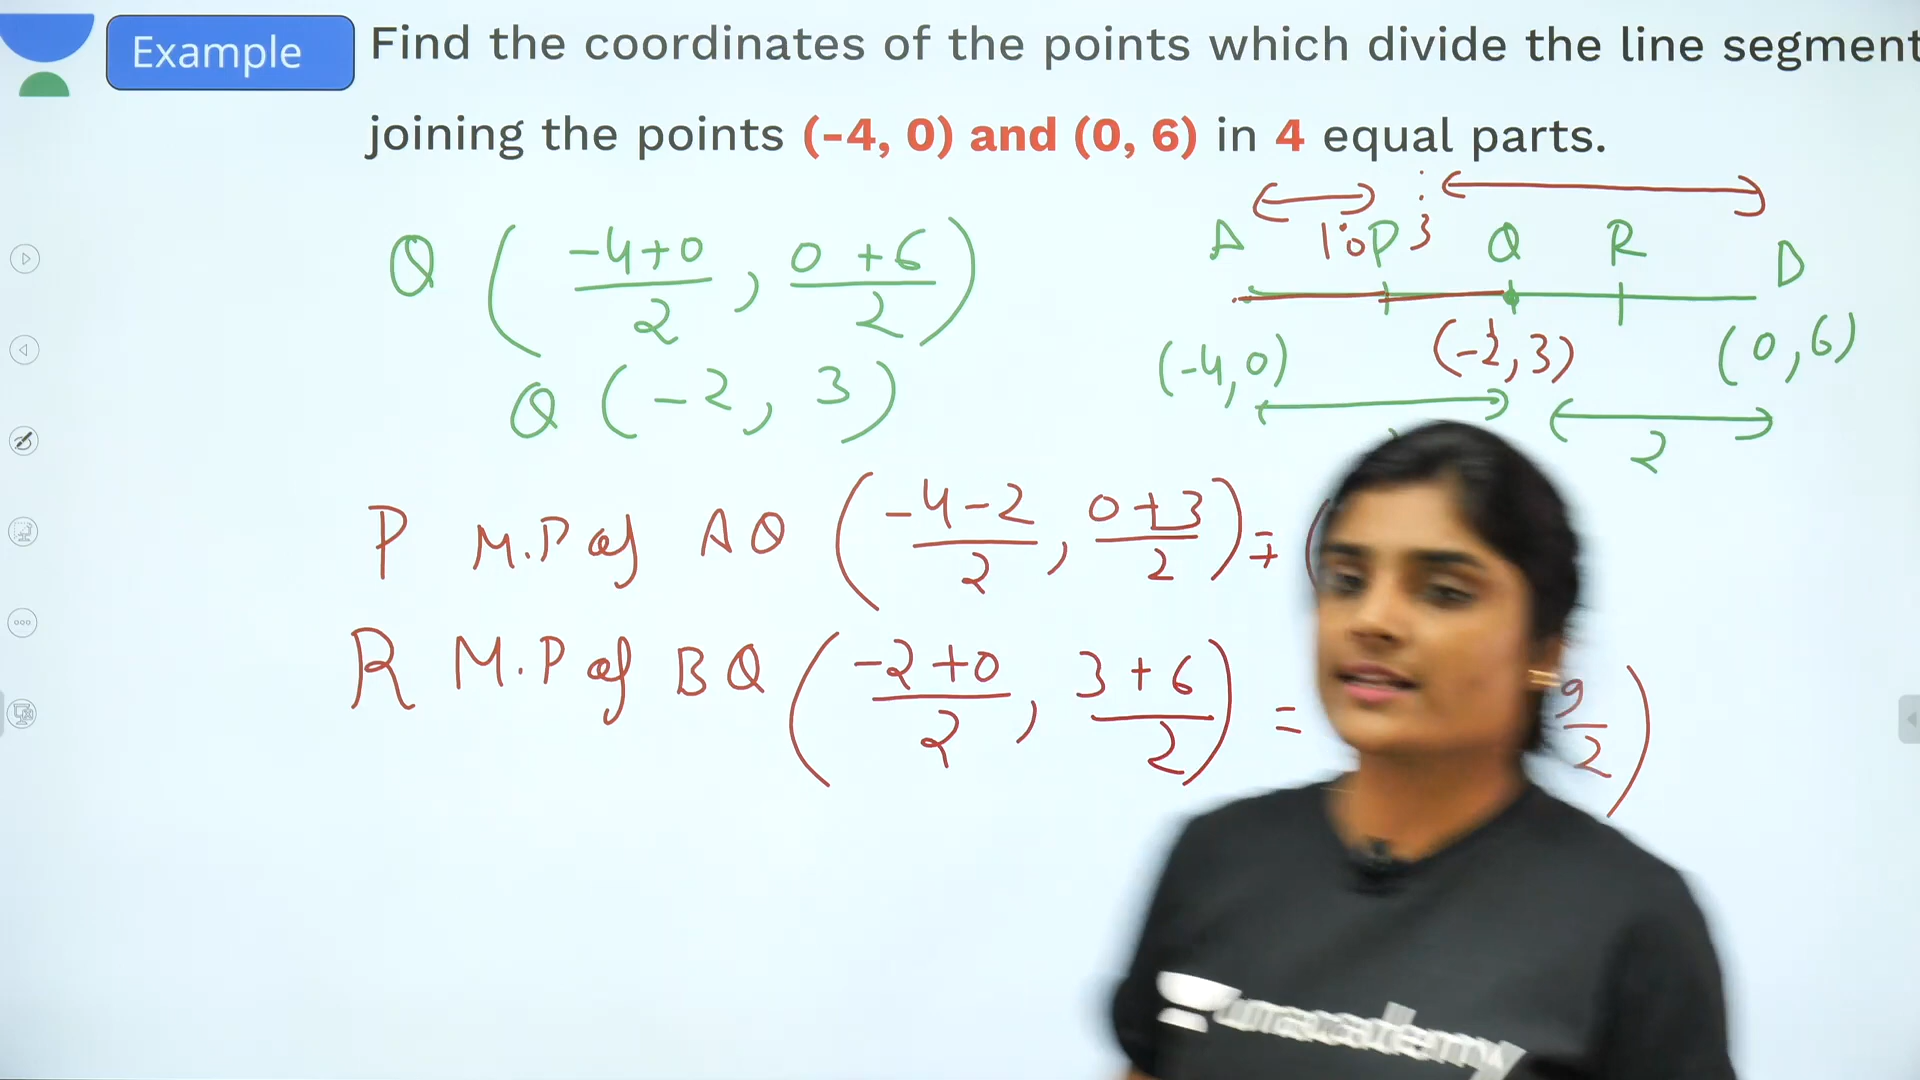 Example
Find the coordinates of the points which divide the line segment
joining the points (-4, 0) and (0, 6) in 4 equal parts.
1 : 3
A P Q R D
(-4, 0) (-2, 3) (0, 6)
2
Q ( -4+0/2 , 0+6/2 )
Q (-2, 3)
P M.P of AQ ( -4-2/2 , 0+3/2 ) = (
R M.P of BQ ( -2+0/2 , 3+6/2 ) = 9/2 )
unacademy